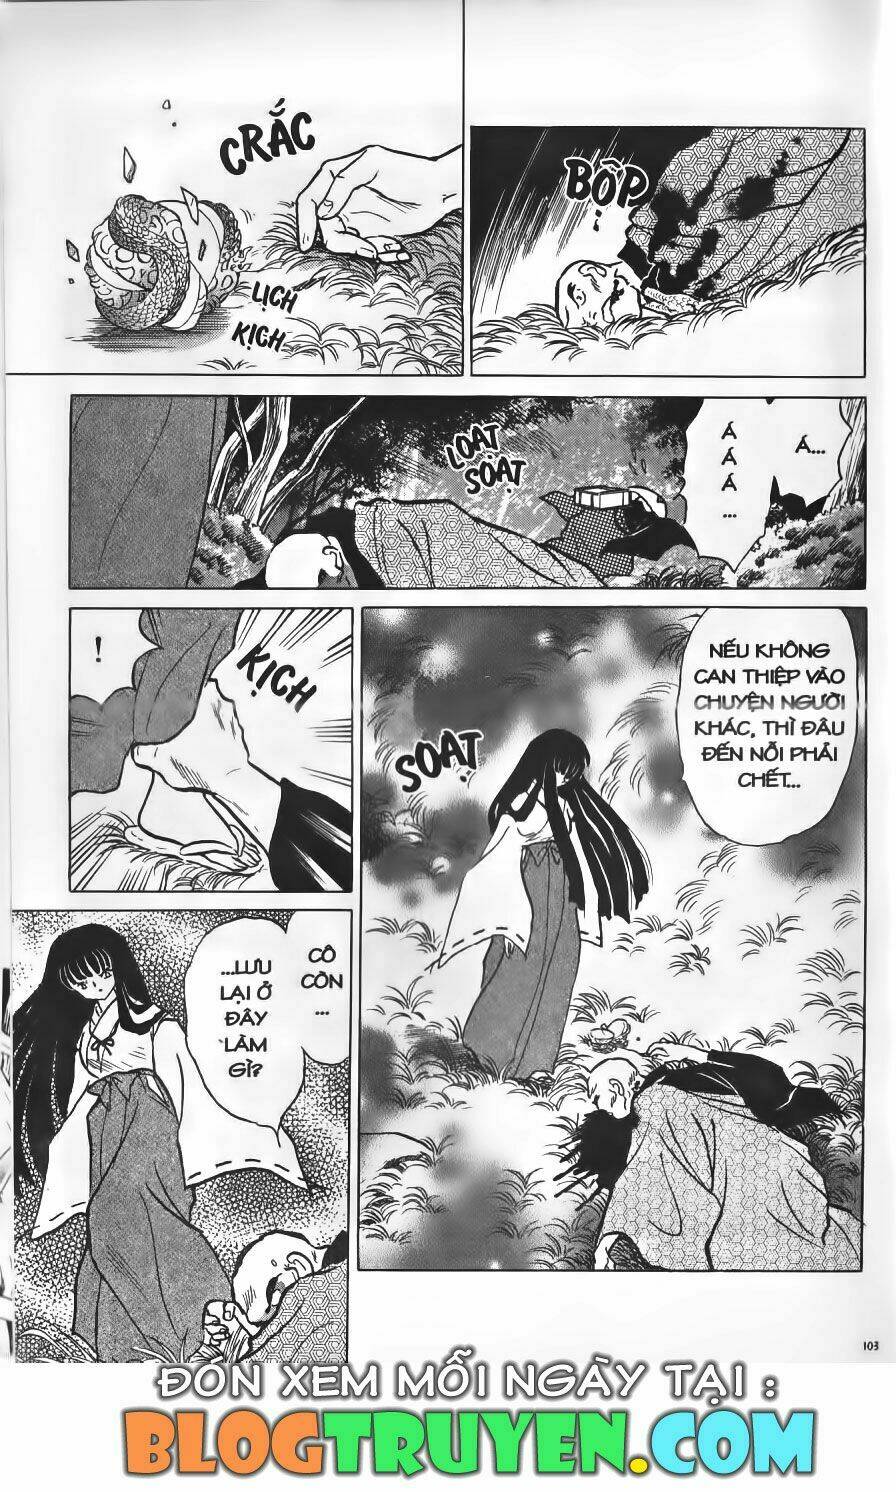 BỘP
CRẮC
LỊCH
KỊCH
Á...
Á
Á
Á
...
LOẠT
SOẠT
NẾU KHÔNG
CAN THIỆP VÀO
CHUYỆN NGƯỜI
KHÁC, THÌ ĐÂU
ĐẾN NỖI PHẢI
CHẾT...
SOẠT
KỊCH
!
CÔ
CÒN
...
...LƯU
LẠI Ở
ĐÂY
LÀM
GÌ?
103
ĐÓN XEM MỖI NGÀY TẠI :
BLOGTRUYEN.COM